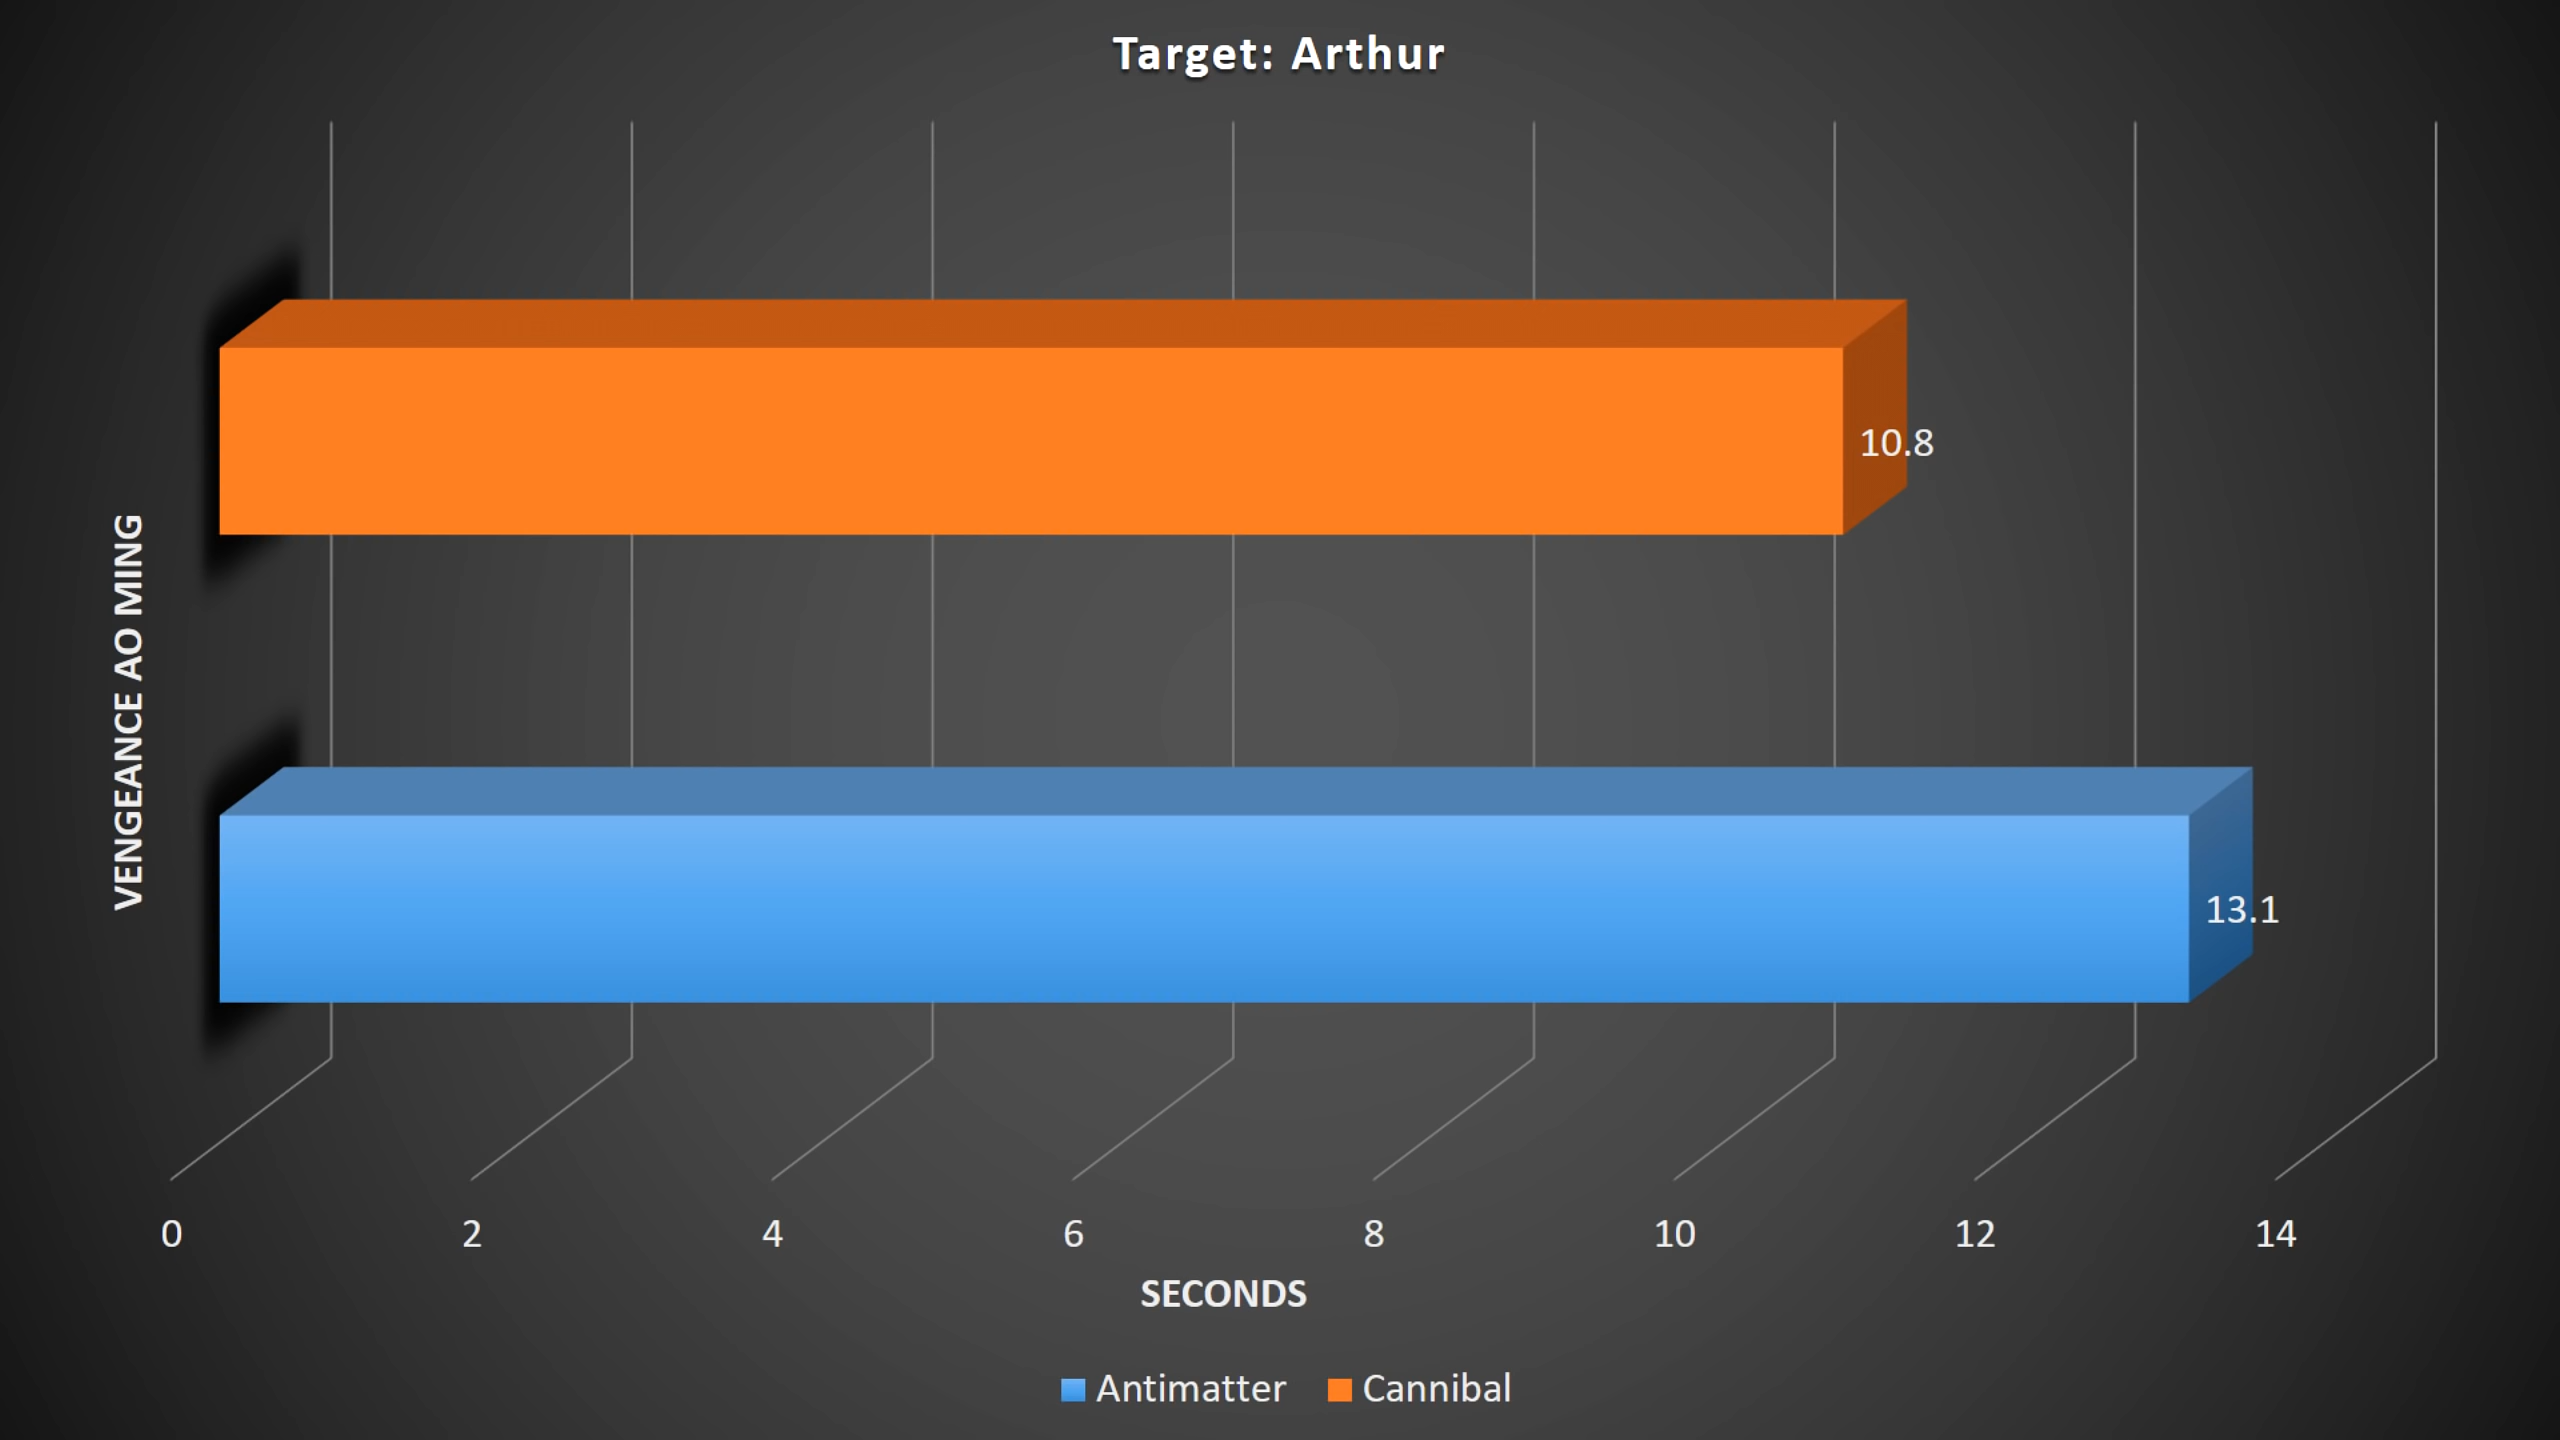 Target: Arthur
VENGEANCE AO MING
10.8
13.1
0 2 4 6 8 10 12 14
SECONDS
Antimatter Cannibal